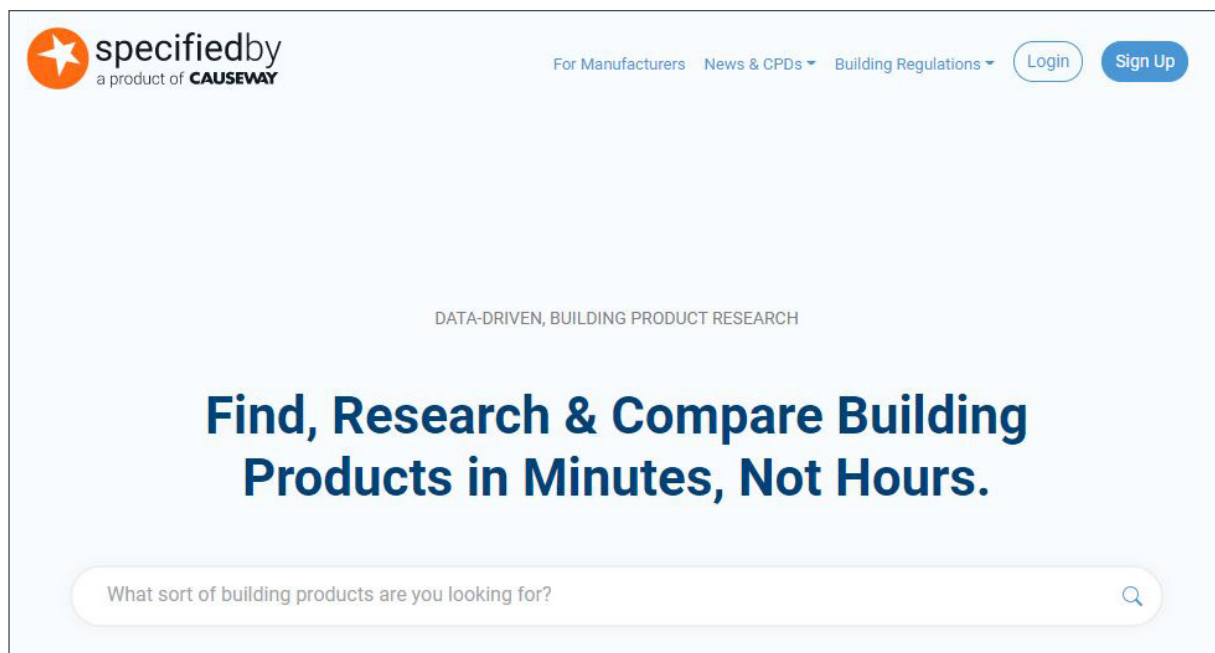 specifiedby
a product of CAUSEWAY
For Manufacturers News & CPDs Building Regulations Login Sign Up
DATA-DRIVEN, BUILDING PRODUCT RESEARCH
Find, Research & Compare Building
Products in Minutes, Not Hours.
What sort of building products are you looking for?